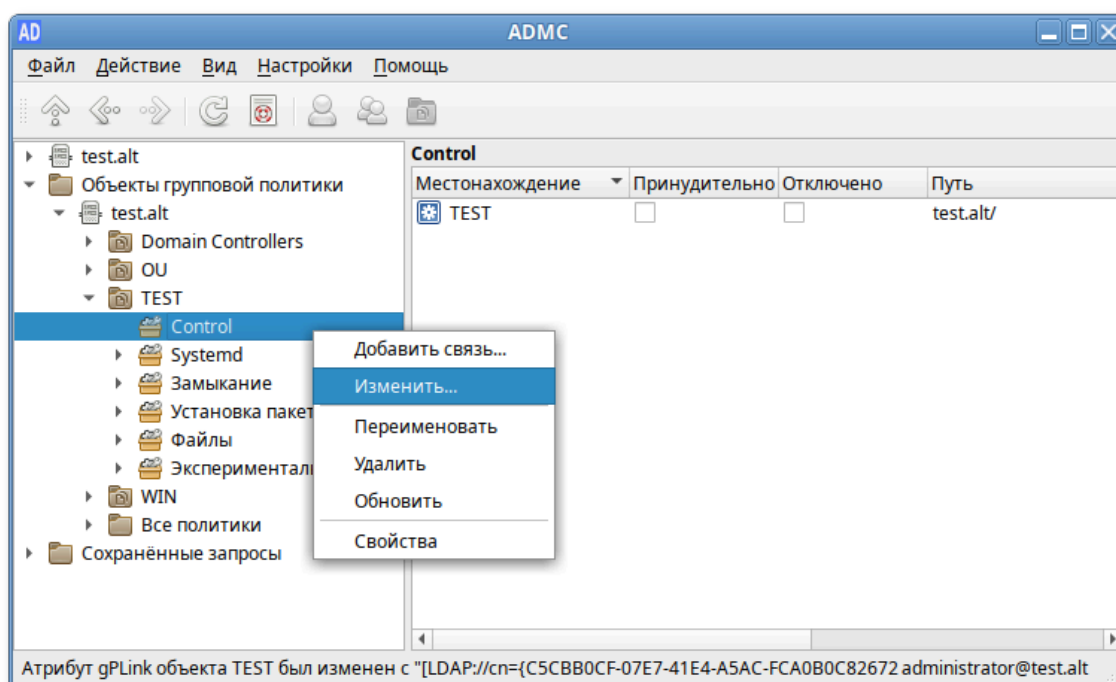 AD ADMC
Файл Действие Вид Настройки Помощь
test.alt
Объекты групповой политики
test.alt
Domain Controllers
OU
TEST
Control
Systemd
Замыкание
Установка пакет
Файлы
Эксперименталь
WIN
Все политики
Сохранённые запросы
Control
Местонахождение Принудительно Отключено Путь
TEST test.alt/
Добавить связь...
Изменить...
Переименовать
Удалить
Обновить
Свойства
Атрибут gPLink объекта TEST был изменен с "[LDAP://cn={C5CBB0CF-07E7-41E4-A5AC-FCA0B0C82672 administrator@test.alt